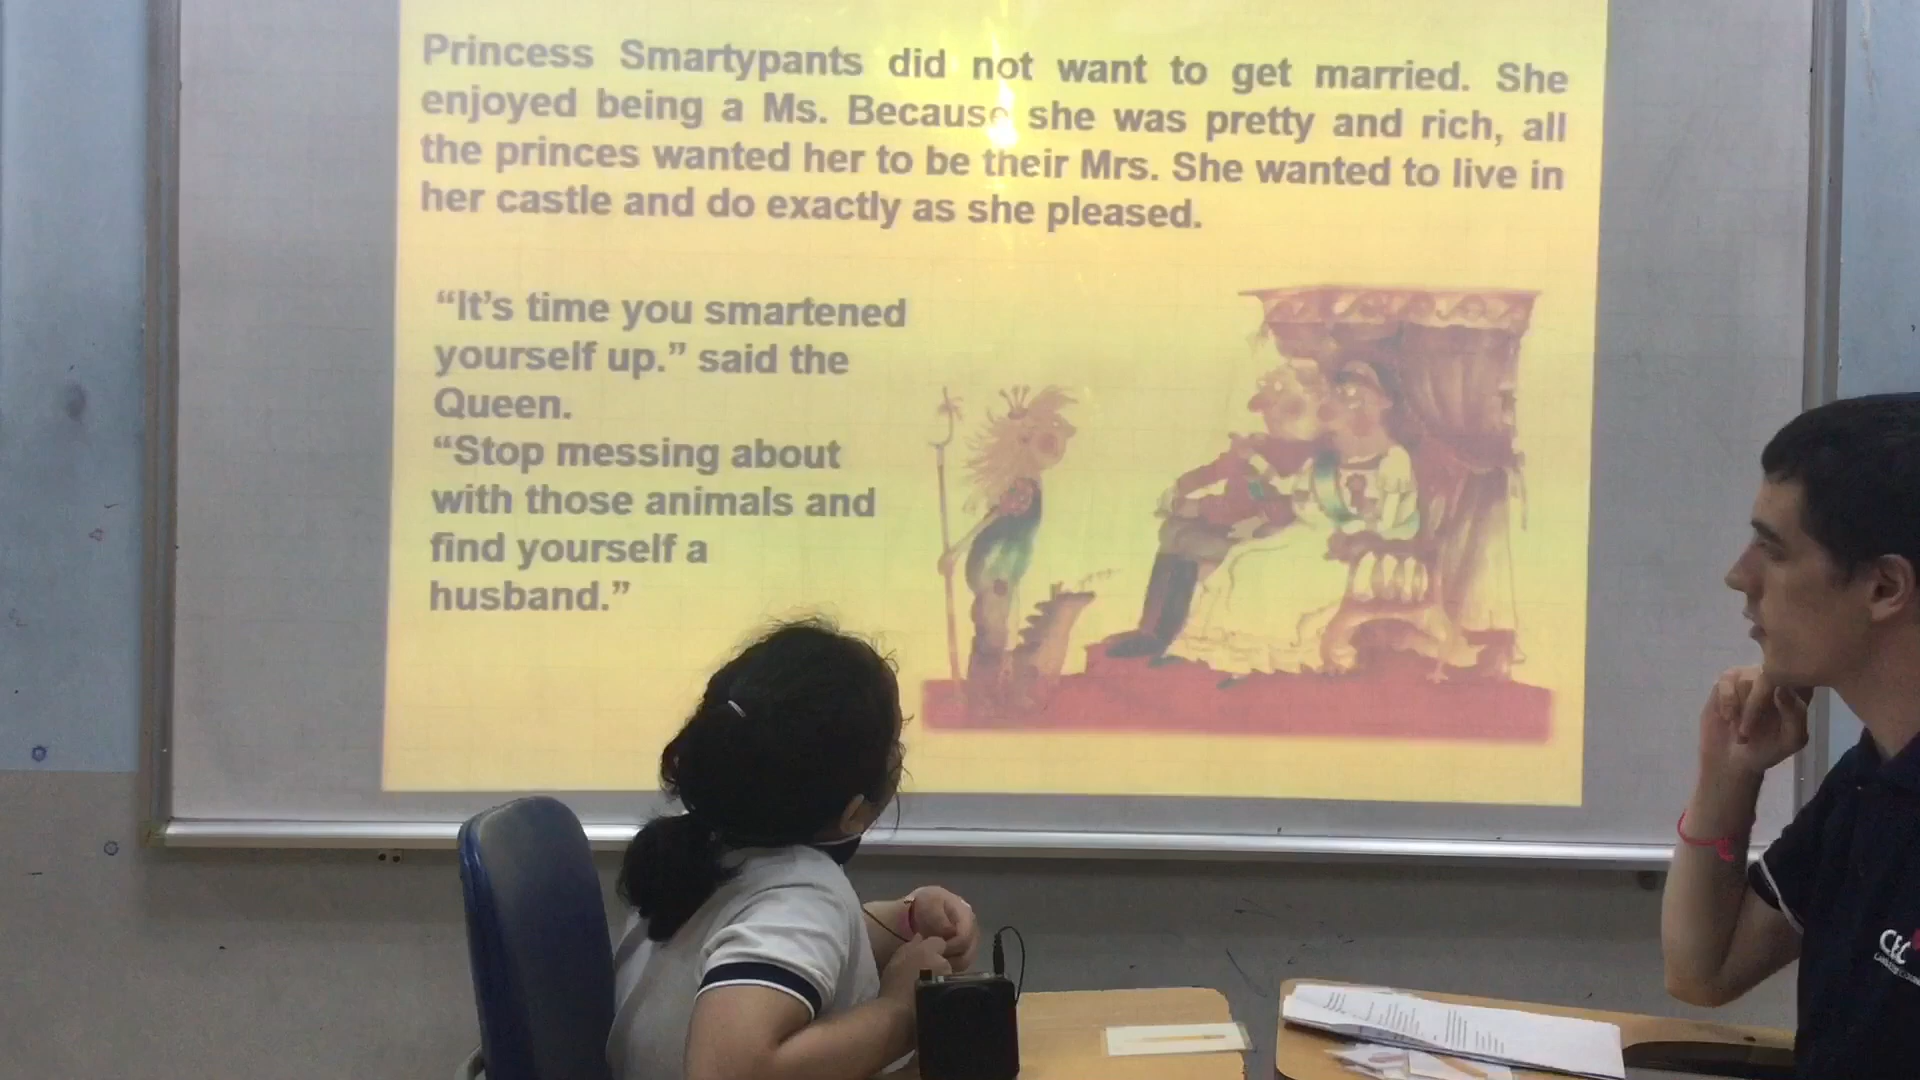 Princess Smartypants did not want to get married. She
enjoyed being a Ms. Because she was pretty and rich, all
the princes wanted her to be their Mrs. She wanted to live in
her castle and do exactly as she pleased.
“It’s time you smartened
yourself up.” said the
Queen.
“Stop messing about
with those animals and
find yourself a
husband.”
CEC